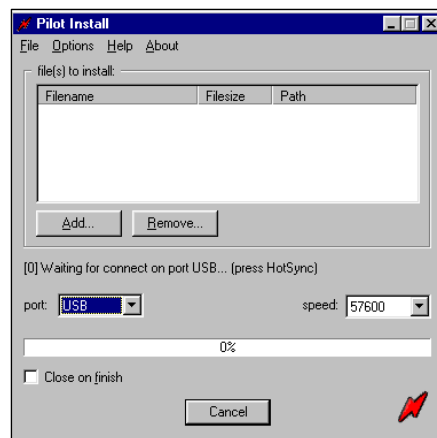 Pilot Install
File Options Help About
file(s) to install:
Filename Filesize Path
Add... Remove...
[0] Waiting for connect on port USB... (press HotSync)
port: USB speed: 57600
0%
Close on finish
Cancel